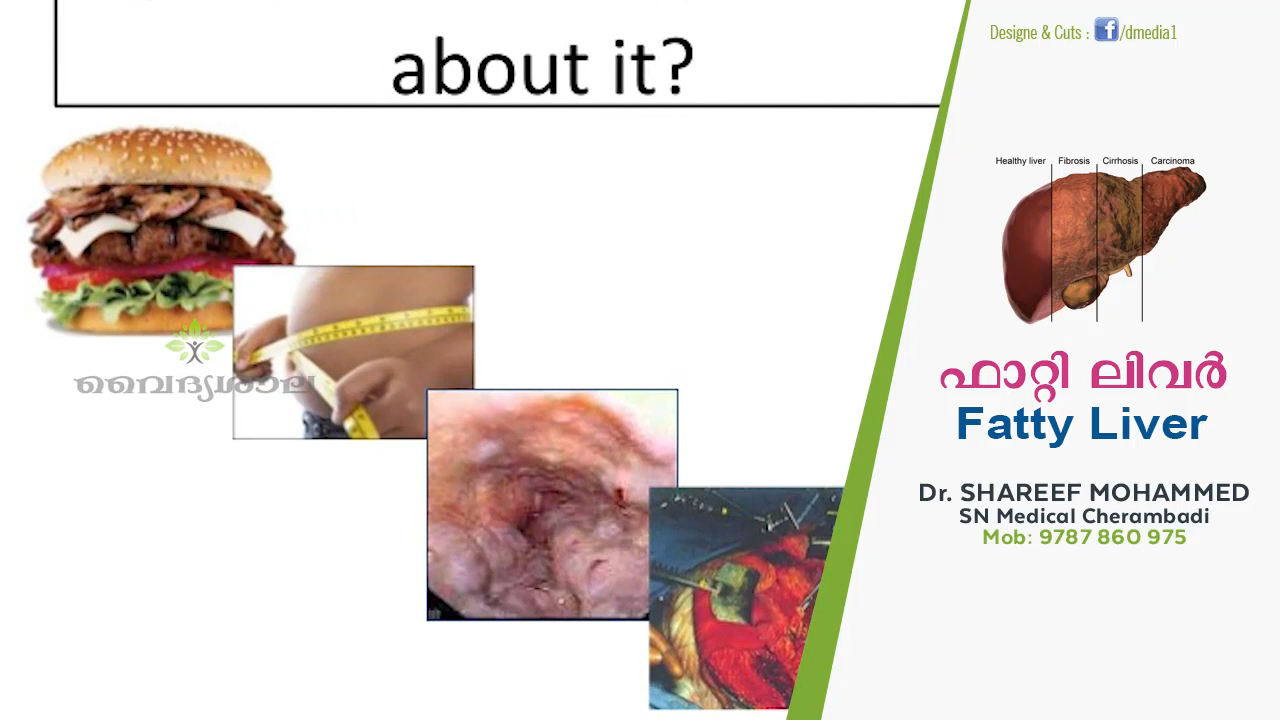 about it?
വൈദ്യശാല
Designe & Cuts : f /dmedia1
Healthy liver Fibrosis Cirrhosis Carcinoma
ഫാറ്റി ലിവർ
Fatty Liver
Dr. SHAREEF MOHAMMED
SN Medical Cherambadi
Mob: 9787 860 975